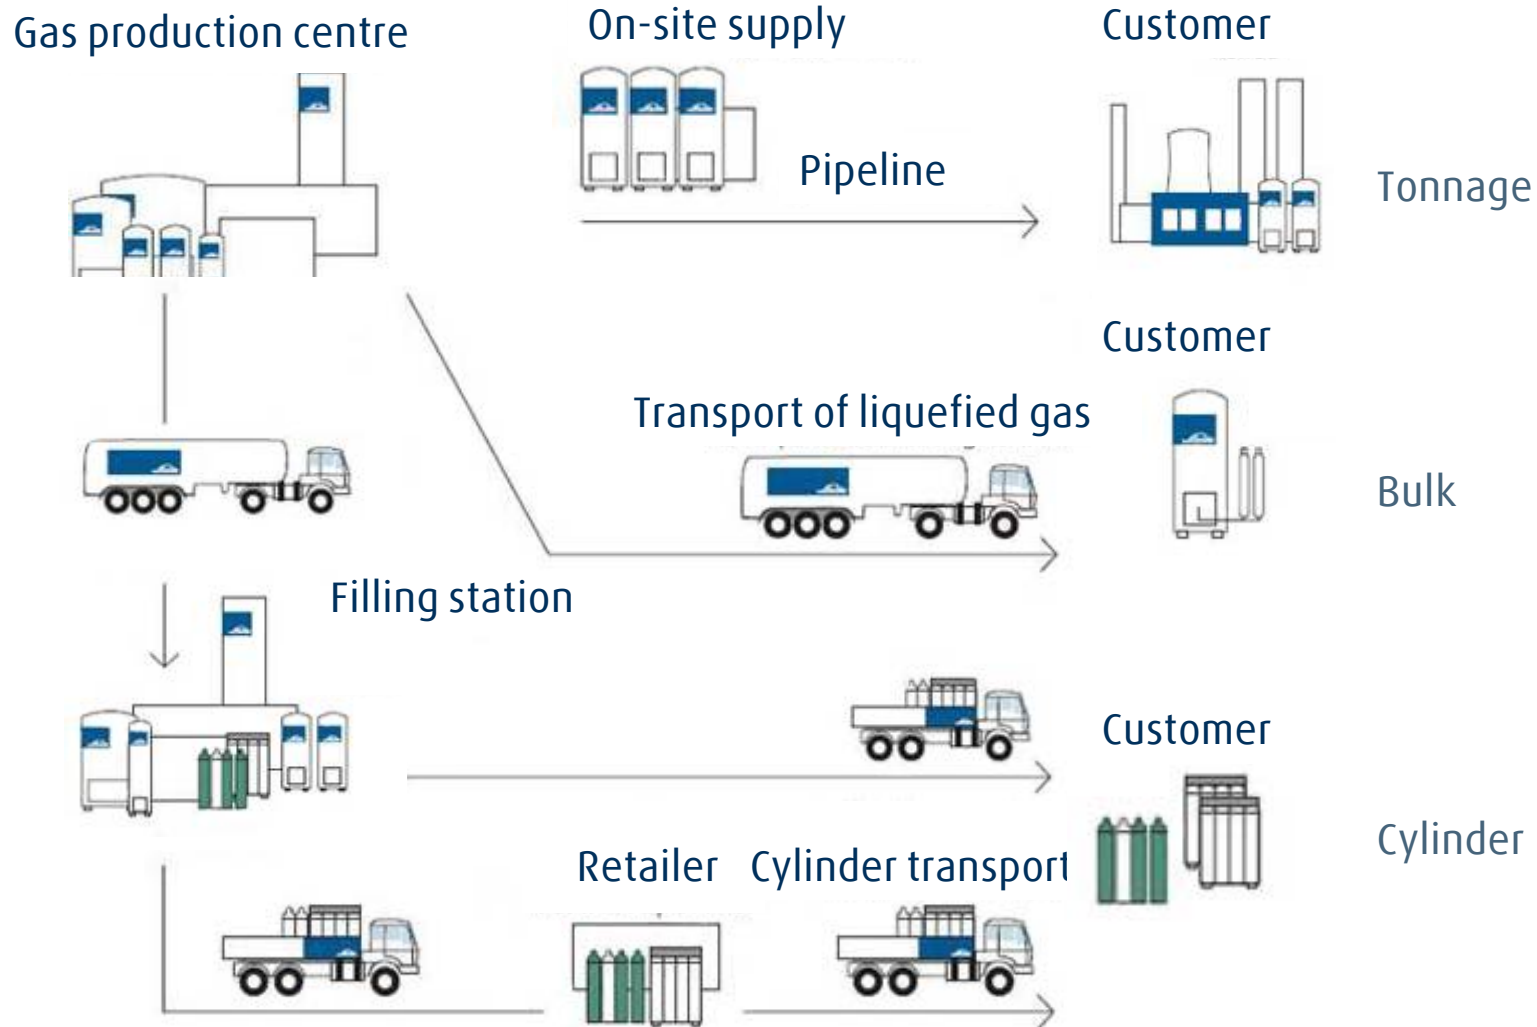 Gas production centre
On-site supply
Customer
Pipeline
Tonnage
Customer
Transport of liquefied gas
Bulk
Filling station
Customer
Cylinder
Retailer
Cylinder transport